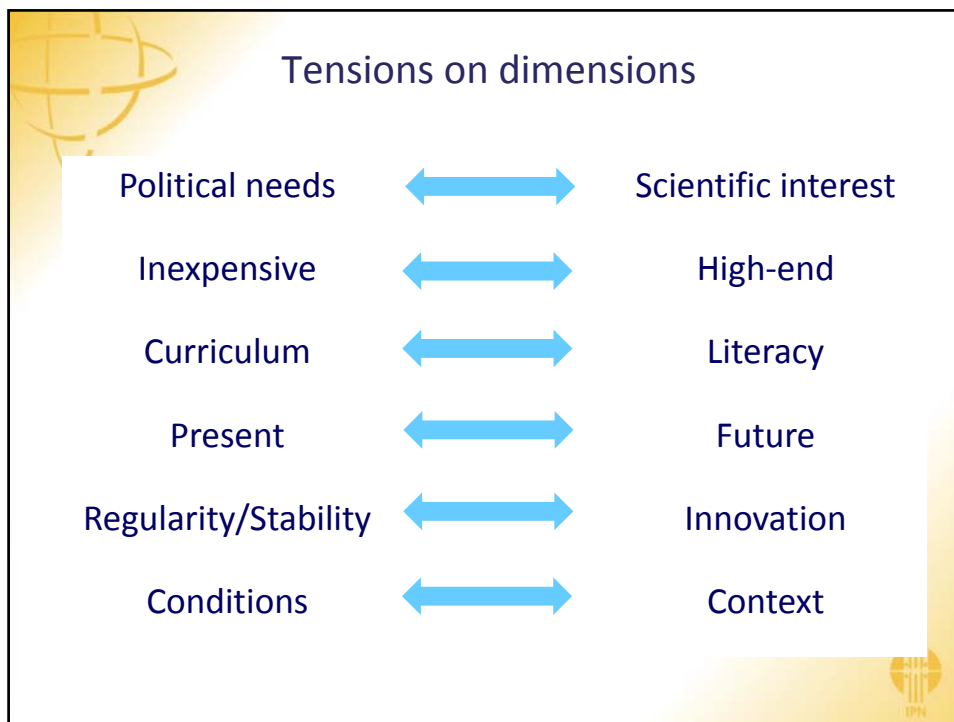 Tensions on dimensions
Political needs Scientific interest
Inexpensive High-end
Curriculum Literacy
Present Future
Regularity/Stability Innovation
Conditions Context
IPN